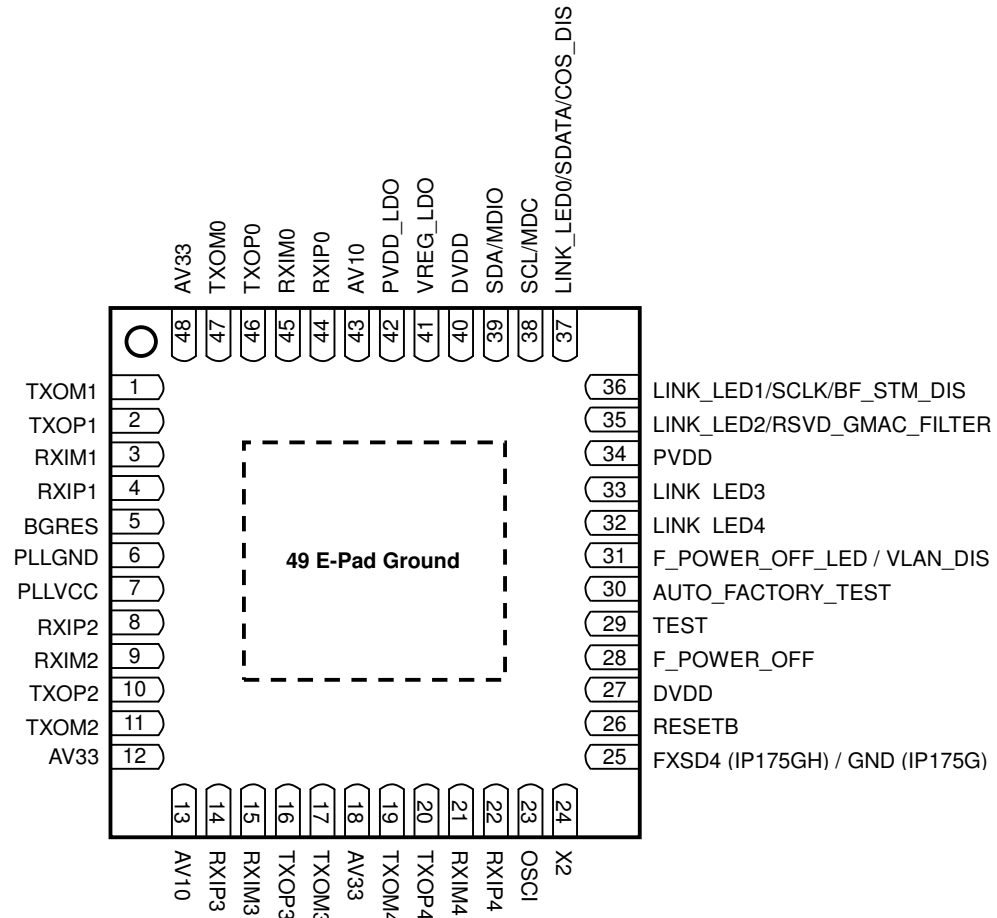 LINK_LED0/SDATA/COS_DIS
SCL/MDC
SDA/MDIO
DVDD
VREG_LDO
PVDD_LDO
AV10
RXIP0
RXIM0
TXOP0
TXOM0
AV33
48
47
46
45
44
43
42
41
40
39
38
37
TXOM1 1
TXOP1 2
RXIM1 3
RXIP1 4
BGRES 5
PLLGND 6
PLLVCC 7
RXIP2 8
RXIM2 9
TXOP2 10
TXOM2 11
AV33 12
49 E-Pad Ground
36 LINK_LED1/SCLK/BF_STM_DIS
35 LINK_LED2/RSVD_GMAC_FILTER
34 PVDD
33 LINK LED3
32 LINK LED4
31 F_POWER_OFF_LED / VLAN_DIS
30 AUTO_FACTORY_TEST
29 TEST
28 F_POWER_OFF
27 DVDD
26 RESETB
25 FXSD4 (IP175GH) / GND (IP175G)
13
14
15
16
17
18
19
20
21
22
23
24
AV10
RXIP3
RXIM3
TXOP3
TXOM3
AV33
TXOM4
TXOP4
RXIM4
RXIP4
OSCI
X2